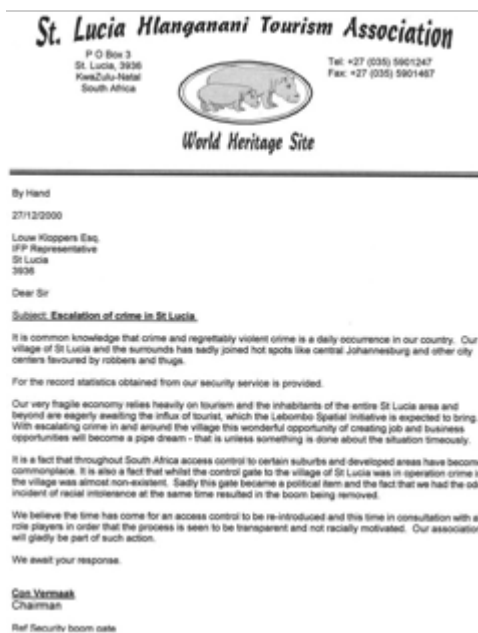 St. Lucia Hlanganani Tourism Association
P O Box 3
St. Lucia, 3936
KwaZulu-Natal
South Africa
Tel: +27 (035) 5901247
Fax: +27 (035) 5901467
World Heritage Site
By Hand
27/12/2000
Louw Kloppers Esq.
IFP Representative
St Lucia
3936
Dear Sir
Subject: Escalation of crime in St Lucia
It is common knowledge that crime and regrettably violent crime is a daily occurrence in our country. Our
village of St Lucia and the surrounds has sadly joined hot spots like central Johannesburg and other city
centers favoured by robbers and thugs.
For the record statistics obtained from our security service is provided.
Our very fragile economy relies heavily on tourism and the inhabitants of the entire St Lucia area and
beyond are eagerly awaiting the influx of tourist, which the Lebombo Spatial Initiative is expected to bring.
With escalating crime in and around the village this wonderful opportunity of creating job and business
opportunities will become a pipe dream - that is unless something is done about the situation timeously.
It is a fact that throughout South Africa access control to certain suburbs and developed areas have becom
commonplace. It is also a fact that whilst the control gate to the village of St Lucia was in operation crime i
the village was almost non-existent. Sadly this gate became a political item and the fact that we had the od
incident of racial intolerance at the same time resulted in the boom being removed.
We believe the time has come for an access control to be re-introduced and this time in consultation with a
role players in order that the process is seen to be transparent and not racially motivated. Our association
will gladly be part of such action.
We await your response.
Con Vermaak
Chairman
Ref Security boom gate